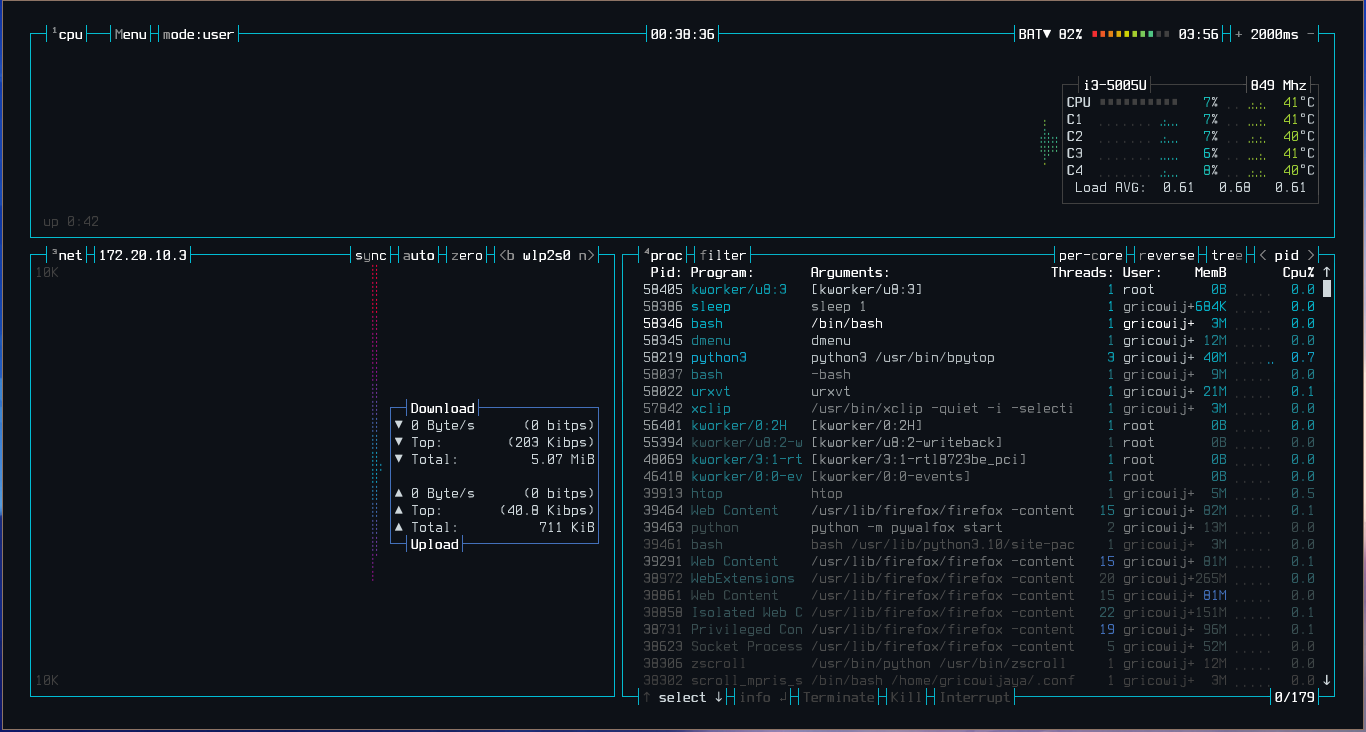 ¹cpu Menu mode:user 00:38:36 BAT▼ 82% 03:56 + 2000ms -
i3-5005U 849 Mhz
CPU 7% 41°C
C1 7% 41°C
C2 7% 40°C
C3 6% 41°C
C4 8% 40°C
Load AVG: 0.61 0.68 0.61
up 0:42
³net 172.20.10.3 sync auto zero <b wlp2s0 n>
10K
Download
▼ 0 Byte/s (0 bitps)
▼ Top: (203 Kibps)
▼ Total: 5.07 MiB
▲ 0 Byte/s (0 bitps)
▲ Top: (40.8 Kibps)
▲ Total: 711 KiB
Upload
10K
⁴proc filter per-core reverse tree < pid >
Pid: Program: Arguments: Threads: User: MemB Cpu% ↑
58405 kworker/u8:3 [kworker/u8:3] 1 root 0B 0.0
58386 sleep sleep 1 1 gricowij+684K 0.0
58346 bash /bin/bash 1 gricowij+ 3M 0.0
58345 dmenu dmenu 1 gricowij+ 12M 0.0
58219 python3 python3 /usr/bin/bpytop 3 gricowij+ 40M 0.7
58037 bash -bash 1 gricowij+ 9M 0.0
58022 urxvt urxvt 1 gricowij+ 21M 0.1
57842 xclip /usr/bin/xclip -quiet -i -selecti 1 gricowij+ 3M 0.0
56401 kworker/0:2H [kworker/0:2H] 1 root 0B 0.0
55394 kworker/u8:2-w [kworker/u8:2-writeback] 1 root 0B 0.0
48069 kworker/3:1-rt [kworker/3:1-rtl8723be_pci] 1 root 0B 0.0
46418 kworker/0:0-ev [kworker/0:0-events] 1 root 0B 0.0
39913 htop htop 1 gricowij+ 5M 0.5
39464 Web Content /usr/lib/firefox/firefox -content 15 gricowij+ 82M 0.1
39463 python python -m pywalfox start 2 gricowij+ 13M 0.0
39461 bash bash /usr/lib/python3.10/site-pac 1 gricowij+ 3M 0.0
39291 Web Content /usr/lib/firefox/firefox -content 15 gricowij+ 81M 0.1
38972 WebExtensions /usr/lib/firefox/firefox -content 20 gricowij+265M 0.0
38861 Web Content /usr/lib/firefox/firefox -content 15 gricowij+ 81M 0.0
38858 Isolated Web C /usr/lib/firefox/firefox -content 22 gricowij+151M 0.1
38731 Privileged Con /usr/lib/firefox/firefox -content 19 gricowij+ 96M 0.1
38623 Socket Process /usr/lib/firefox/firefox -content 5 gricowij+ 52M 0.0
38306 zscroll /usr/bin/python /usr/bin/zscroll 1 gricowij+ 12M 0.0
38302 scroll_mpris_s /bin/bash /home/gricowijaya/.conf 1 gricowij+ 3M 0.0 ↓
↑ select ↓ info ↲ Terminate Kill Interrupt 0/179